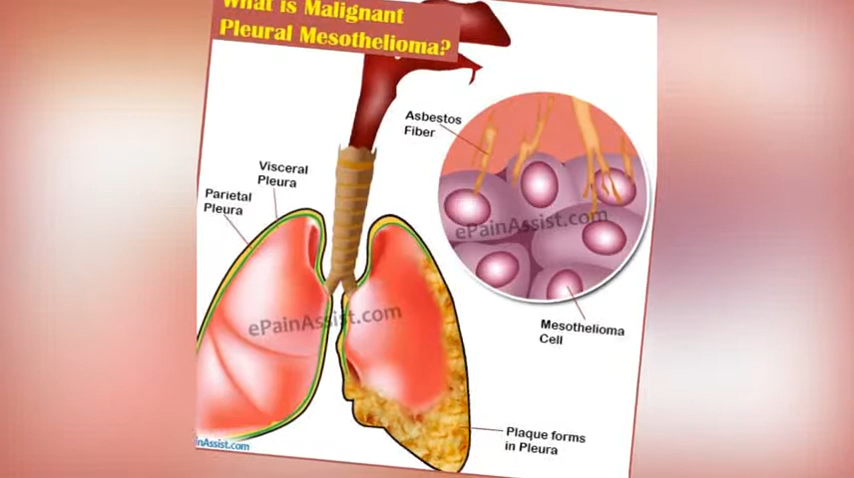 What is Malignant
Pleural Mesothelioma?
Asbestos
Fiber
Visceral
Pleura
Parietal
Pleura
ePainAssist.com
ePainAssist.com
Mesothelioma
Cell
Plaque forms
in Pleura
inAssist.com